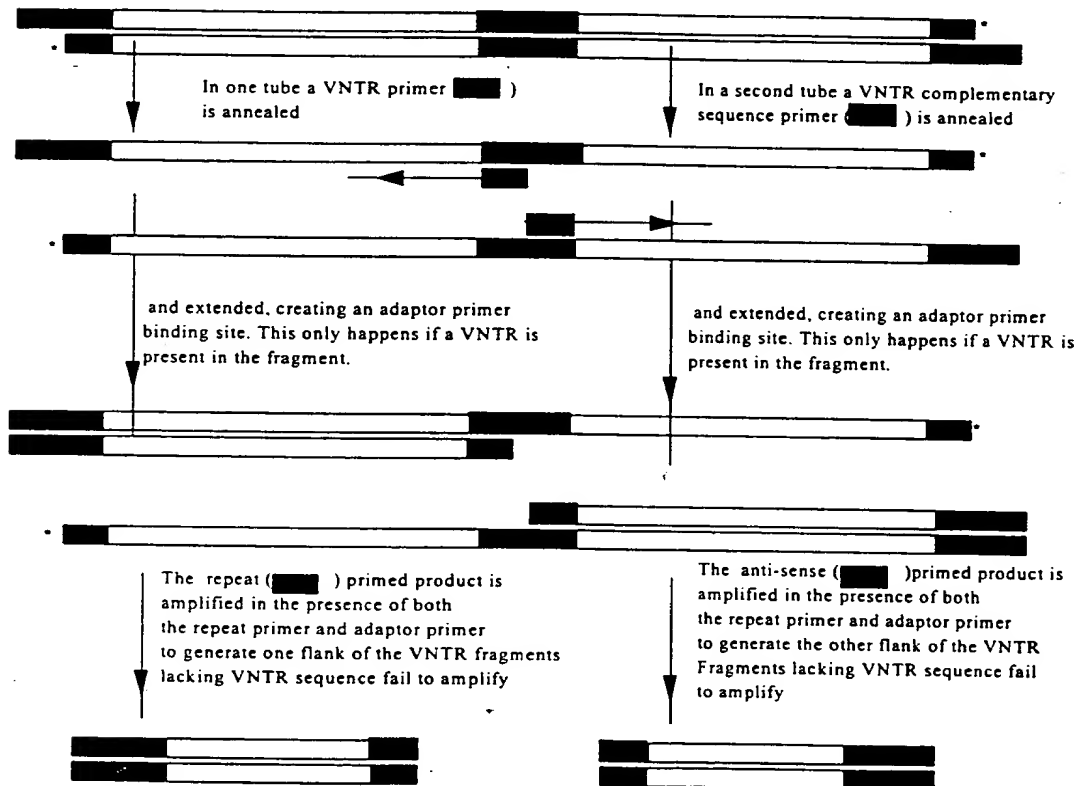 In one tube a VNTR primer )
is annealed
In a second tube a VNTR complementary
sequence primer ( ) is annealed
and extended, creating an adaptor primer
binding site. This only happens if a VNTR is
present in the fragment.
and extended, creating an adaptor primer
binding site. This only happens if a VNTR is
present in the fragment.
The repeat ( ) primed product is
amplified in the presence of both
the repeat primer and adaptor primer
to generate one flank of the VNTR fragments
lacking VNTR sequence fail to amplify
The anti-sense ( )primed product is
amplified in the presence of both
the repeat primer and adaptor primer
to generate the other flank of the VNTR
Fragments lacking VNTR sequence fail
to amplify